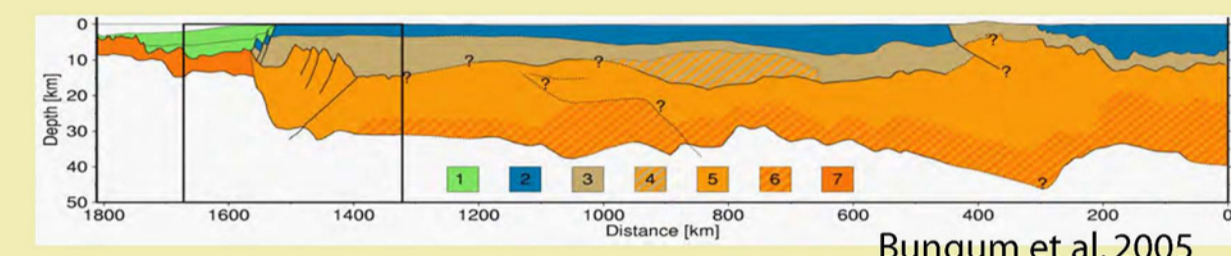 0
10
20
30
40
50
Depth [km]
? ? ? ? ? ? ? ?
1 2 3 4 5 6 7
1800 1600 1400 1200 1000 800 600 400 200 0
Distance [km]
Bungum et al. 2005